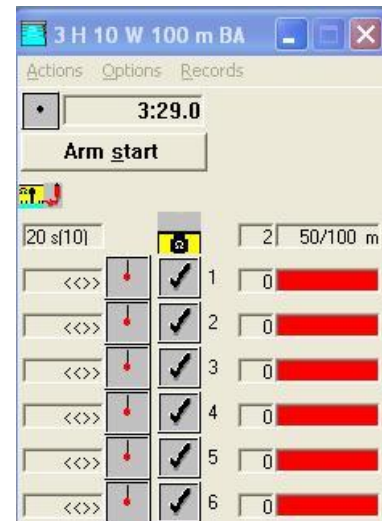 3 H 10 W 100 m BA
Actions Options Records
3:29.0
Arm start
20 s(10) 2 50/100 m
<<>> 1 0
<<>> 2 0
<<>> 3 0
<<>> 4 0
<<>> 5 0
<<>> 6 0